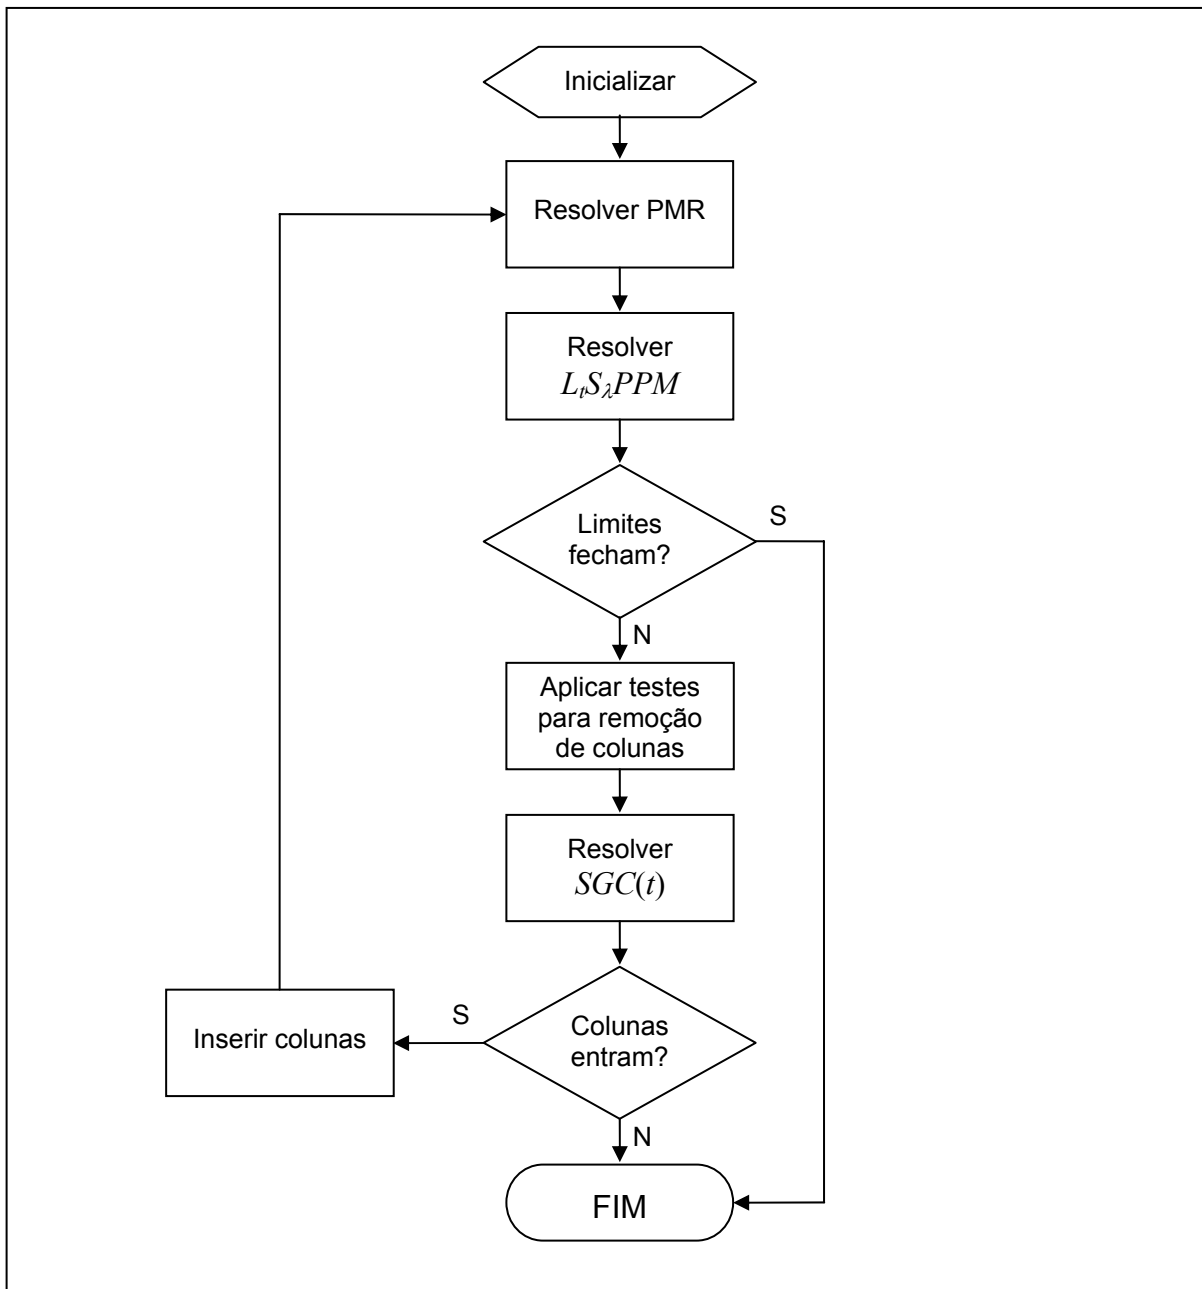 Inicializar
Resolver PMR
Resolver
LₜS_λPPM
Limites
fecham?
S
N
Aplicar testes
para remoção
de colunas
Resolver
SGC(t)
Colunas
entram?
S
Inserir colunas
N
FIM